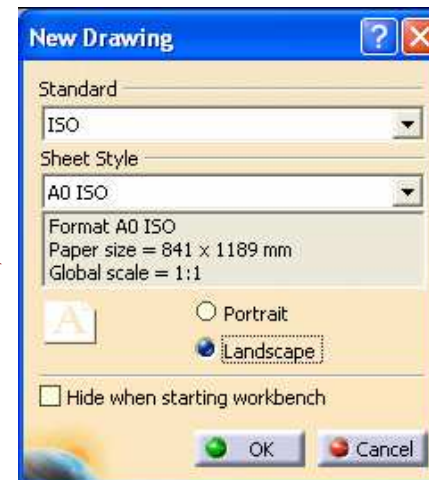 New Drawing
Standard
ISO
Sheet Style
A0 ISO
Format A0 ISO
Paper size = 841 x 1189 mm
Global scale = 1:1
A
Portrait
Landscape
Hide when starting workbench
OK Cancel